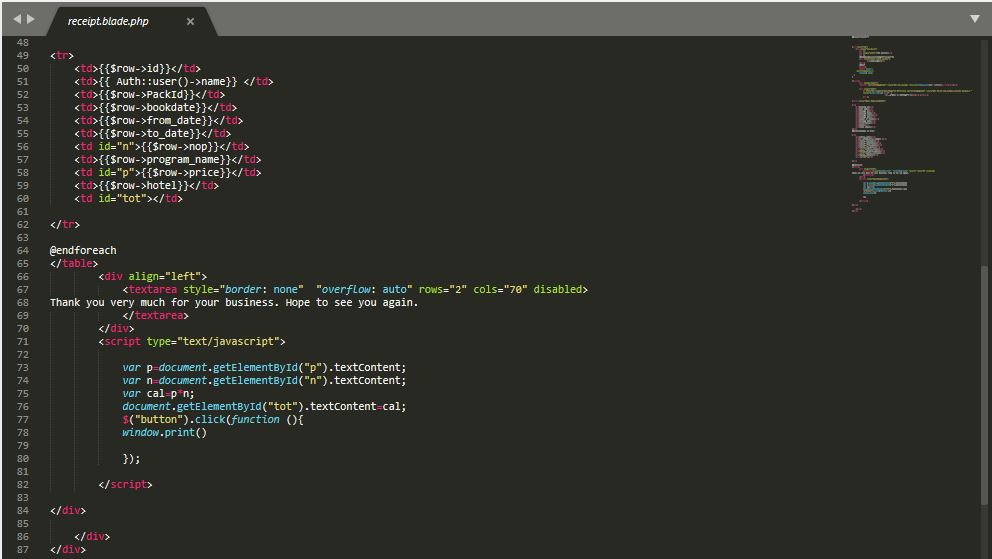 receipt.blade.php ×
48
49 <tr>
50 <td>{{$row->id}}</td>
51 <td>{{ Auth::user()->name}} </td>
52 <td>{{$row->PackId}}</td>
53 <td>{{$row->bookdate}}</td>
54 <td>{{$row->from_date}}</td>
55 <td>{{$row->to_date}}</td>
56 <td id="n">{{$row->nop}}</td>
57 <td>{{$row->program_name}}</td>
58 <td id="p">{{$row->price}}</td>
59 <td>{{$row->hotel}}</td>
60 <td id="tot"></td>
61
62 </tr>
63
64 @endforeach
65 </table>
66 <div align="left">
67 <textarea style="border: none"  "overflow: auto" rows="2" cols="70" disabled>
68 Thank you very much for your business. Hope to see you again.
69 </textarea>
70 </div>
71 <script type="text/javascript">
72
73 var p=document.getElementById("p").textContent;
74 var n=document.getElementById("n").textContent;
75 var cal=p*n;
76 document.getElementById("tot").textContent=cal;
77 $("button").click(function (){
78 window.print()
79
80 });
81
82 </script>
83
84 </div>
85
86 </div>
87 </div>